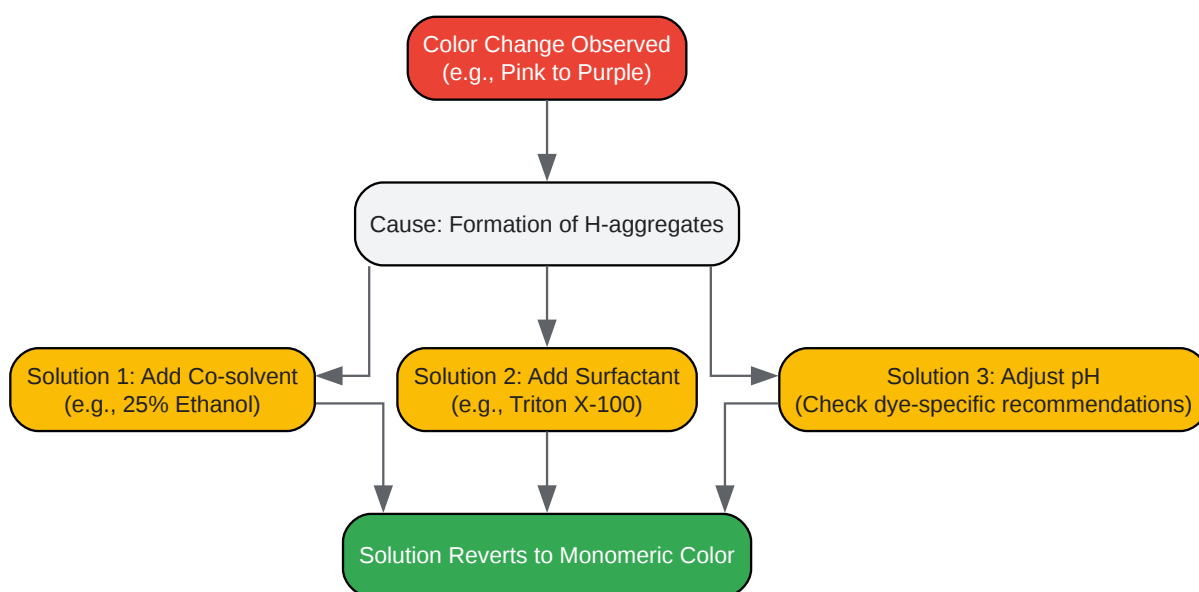 Color Change Observed
(e.g., Pink to Purple)
Cause: Formation of H-aggregates
Solution 1: Add Co-solvent
(e.g., 25% Ethanol)
Solution 2: Add Surfactant
(e.g., Triton X-100)
Solution 3: Adjust pH
(Check dye-specific recommendations)
Solution Reverts to Monomeric Color